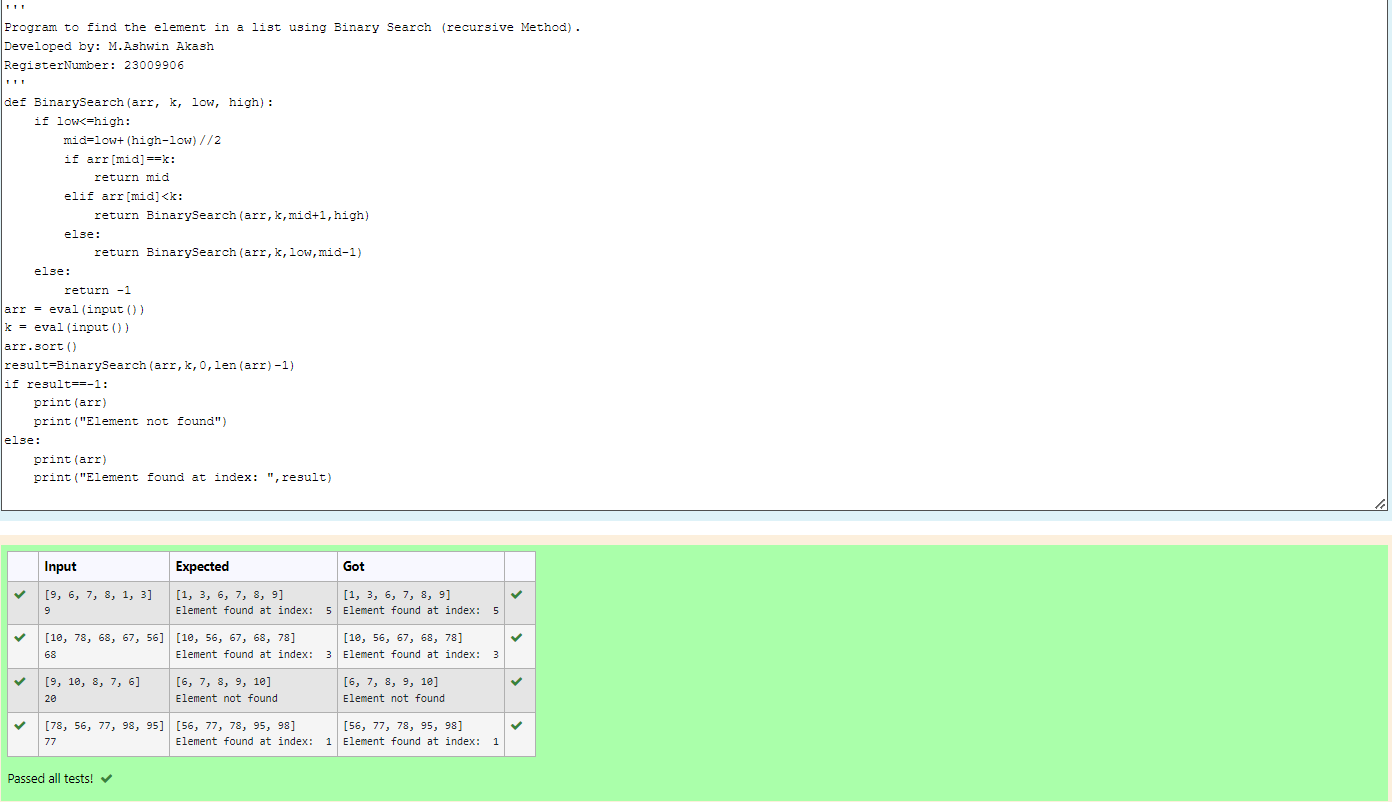 '''
Program to find the element in a list using Binary Search (recursive Method).
Developed by: M.Ashwin Akash
RegisterNumber: 23009906
'''
def BinarySearch(arr, k, low, high):
    if low<=high:
        mid=low+(high-low)//2
        if arr[mid]==k:
            return mid
        elif arr[mid]<k:
            return BinarySearch(arr,k,mid+1,high)
        else:
            return BinarySearch(arr,k,low,mid-1)
    else:
        return -1
arr = eval(input())
k = eval(input())
arr.sort()
result=BinarySearch(arr,k,0,len(arr)-1)
if result==-1:
    print(arr)
    print("Element not found")
else:
    print(arr)
    print("Element found at index: ",result)
Input Expected Got
[9, 6, 7, 8, 1, 3] [1, 3, 6, 7, 8, 9] [1, 3, 6, 7, 8, 9]
9 Element found at index:  5 Element found at index:  5
[10, 78, 68, 67, 56] [10, 56, 67, 68, 78] [10, 56, 67, 68, 78]
68 Element found at index:  3 Element found at index:  3
[9, 10, 8, 7, 6] [6, 7, 8, 9, 10] [6, 7, 8, 9, 10]
20 Element not found Element not found
[78, 56, 77, 98, 95] [56, 77, 78, 95, 98] [56, 77, 78, 95, 98]
77 Element found at index:  1 Element found at index:  1
Passed all tests!